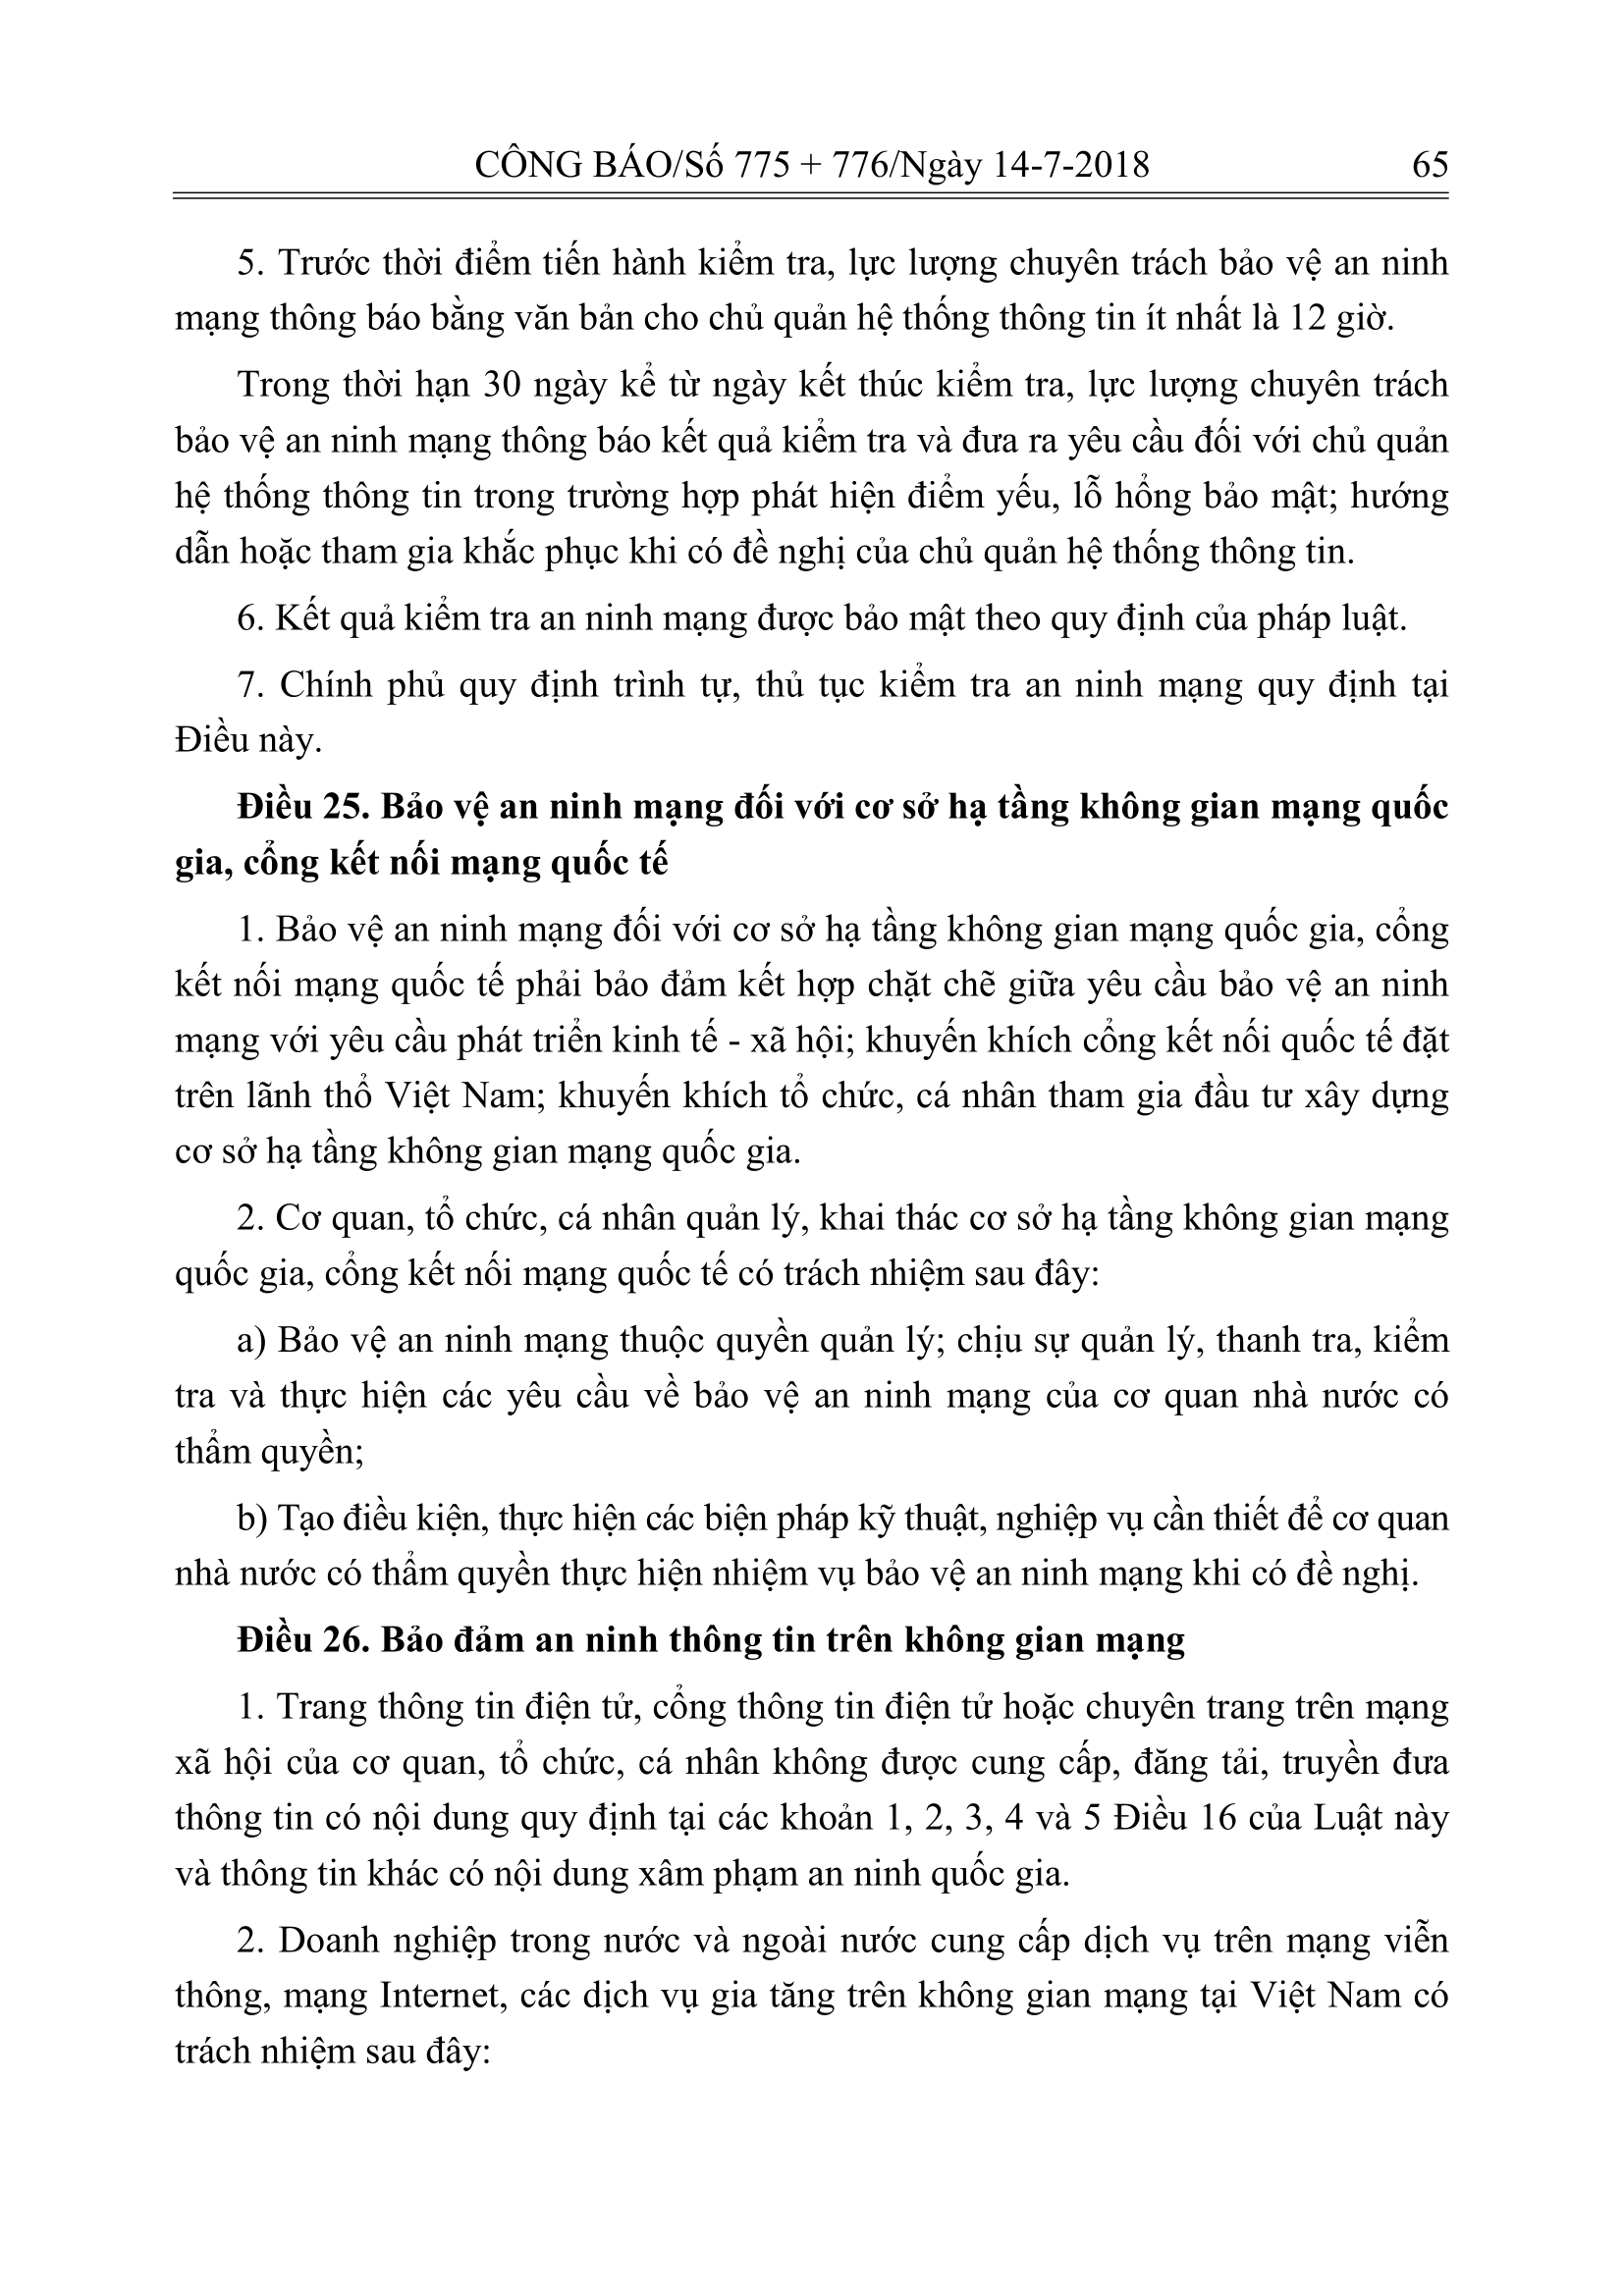 CÔNG BÁO/Số 775 + 776/Ngày 14-7-2018 65
5. Trước thời điểm tiến hành kiểm tra, lực lượng chuyên trách bảo vệ an ninh
mạng thông báo bằng văn bản cho chủ quản hệ thống thông tin ít nhất là 12 giờ.
Trong thời hạn 30 ngày kể từ ngày kết thúc kiểm tra, lực lượng chuyên trách
bảo vệ an ninh mạng thông báo kết quả kiểm tra và đưa ra yêu cầu đối với chủ quản
hệ thống thông tin trong trường hợp phát hiện điểm yếu, lỗ hổng bảo mật; hướng
dẫn hoặc tham gia khắc phục khi có đề nghị của chủ quản hệ thống thông tin.
6. Kết quả kiểm tra an ninh mạng được bảo mật theo quy định của pháp luật.
7. Chính phủ quy định trình tự, thủ tục kiểm tra an ninh mạng quy định tại
Điều này.
Điều 25. Bảo vệ an ninh mạng đối với cơ sở hạ tầng không gian mạng quốc
gia, cổng kết nối mạng quốc tế
1. Bảo vệ an ninh mạng đối với cơ sở hạ tầng không gian mạng quốc gia, cổng
kết nối mạng quốc tế phải bảo đảm kết hợp chặt chẽ giữa yêu cầu bảo vệ an ninh
mạng với yêu cầu phát triển kinh tế - xã hội; khuyến khích cổng kết nối quốc tế đặt
trên lãnh thổ Việt Nam; khuyến khích tổ chức, cá nhân tham gia đầu tư xây dựng
cơ sở hạ tầng không gian mạng quốc gia.
2. Cơ quan, tổ chức, cá nhân quản lý, khai thác cơ sở hạ tầng không gian mạng
quốc gia, cổng kết nối mạng quốc tế có trách nhiệm sau đây:
a) Bảo vệ an ninh mạng thuộc quyền quản lý; chịu sự quản lý, thanh tra, kiểm
tra và thực hiện các yêu cầu về bảo vệ an ninh mạng của cơ quan nhà nước có
thẩm quyền;
b) Tạo điều kiện, thực hiện các biện pháp kỹ thuật, nghiệp vụ cần thiết để cơ quan
nhà nước có thẩm quyền thực hiện nhiệm vụ bảo vệ an ninh mạng khi có đề nghị.
Điều 26. Bảo đảm an ninh thông tin trên không gian mạng
1. Trang thông tin điện tử, cổng thông tin điện tử hoặc chuyên trang trên mạng
xã hội của cơ quan, tổ chức, cá nhân không được cung cấp, đăng tải, truyền đưa
thông tin có nội dung quy định tại các khoản 1, 2, 3, 4 và 5 Điều 16 của Luật này
và thông tin khác có nội dung xâm phạm an ninh quốc gia.
2. Doanh nghiệp trong nước và ngoài nước cung cấp dịch vụ trên mạng viễn
thông, mạng Internet, các dịch vụ gia tăng trên không gian mạng tại Việt Nam có
trách nhiệm sau đây: